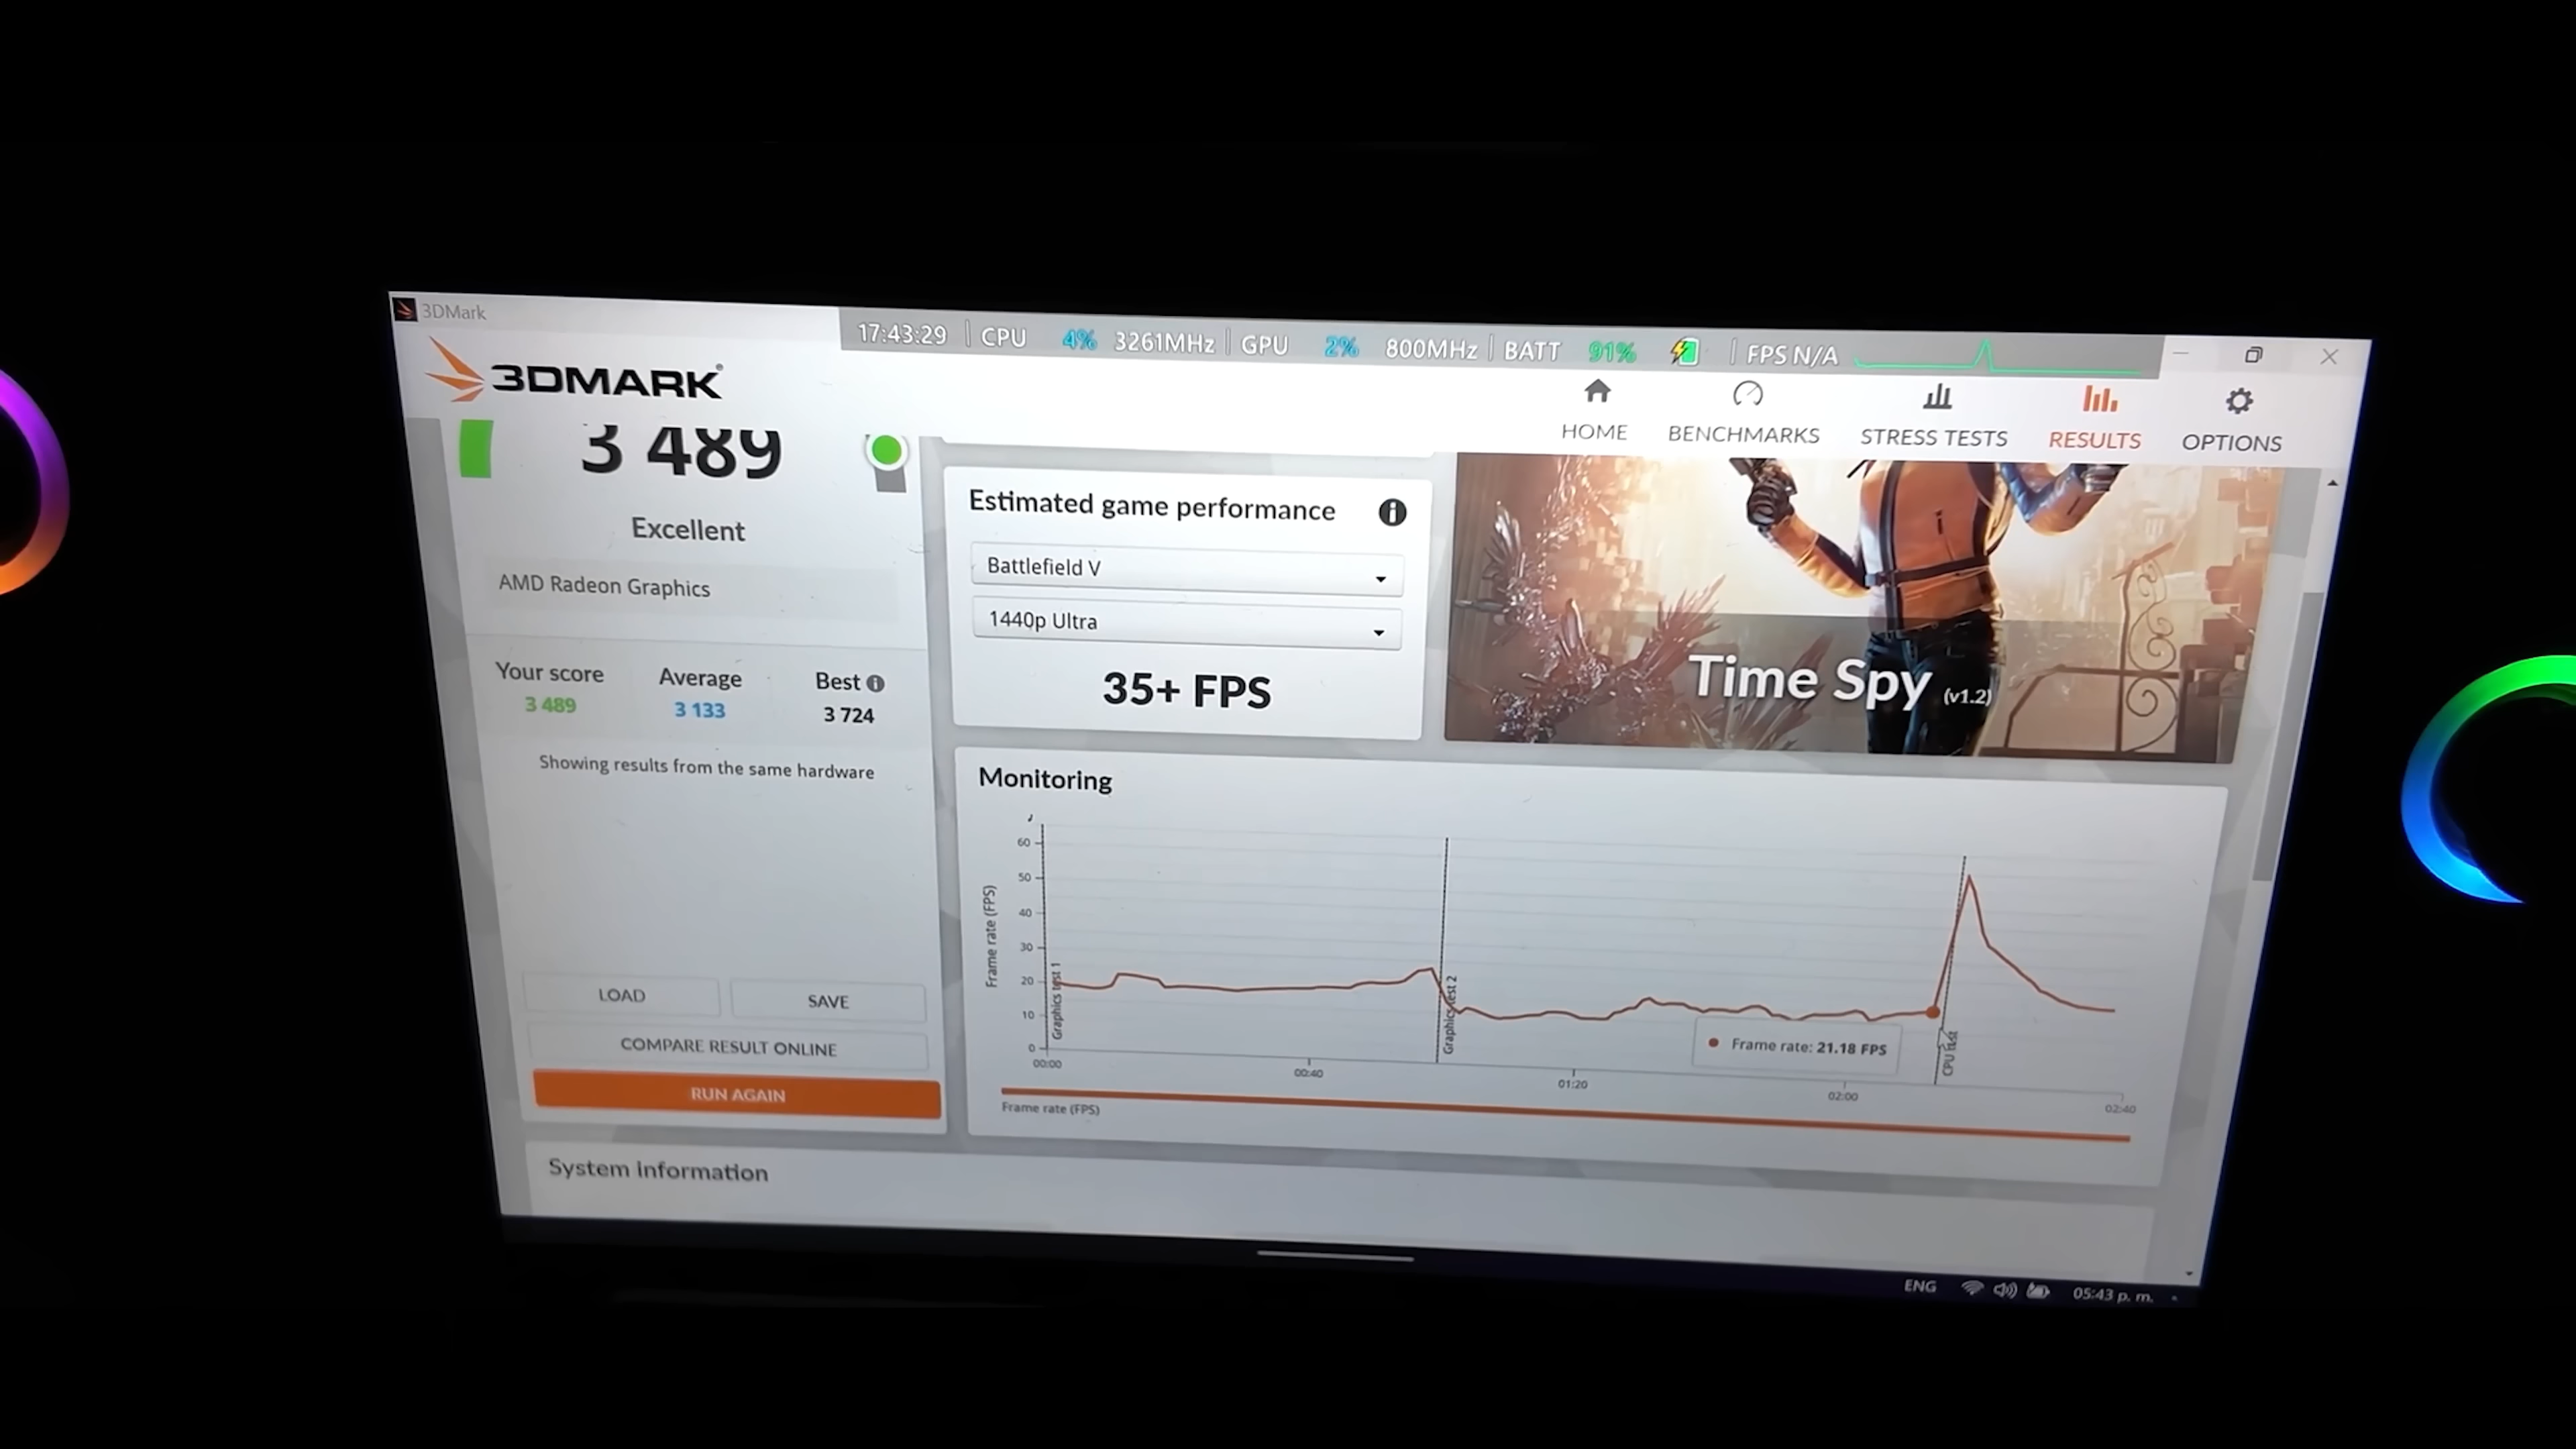 3DMark
17:43:29 | CPU 4% 3261MHz | GPU 2% 800MHz | BATT 91% | FPS N/A
3DMARK®
HOME
BENCHMARKS
STRESS TESTS
RESULTS
OPTIONS
3 489
Excellent
AMD Radeon Graphics
Your score
Average
Best
3 489
3 133
3 724
Showing results from the same hardware
LOAD
SAVE
COMPARE RESULT ONLINE
RUN AGAIN
Estimated game performance
Battlefield V
1440p Ultra
35+ FPS
Time Spy (v1.2)
Monitoring
Frame rate (FPS)
60
50
40
30
20
10
0
Graphics test 1
Graphics test 2
CPU test
Frame rate: 21.18 FPS
00:00
00:40
01:20
02:00
02:40
Frame rate (FPS)
System information
ENG
05:43 p. m.